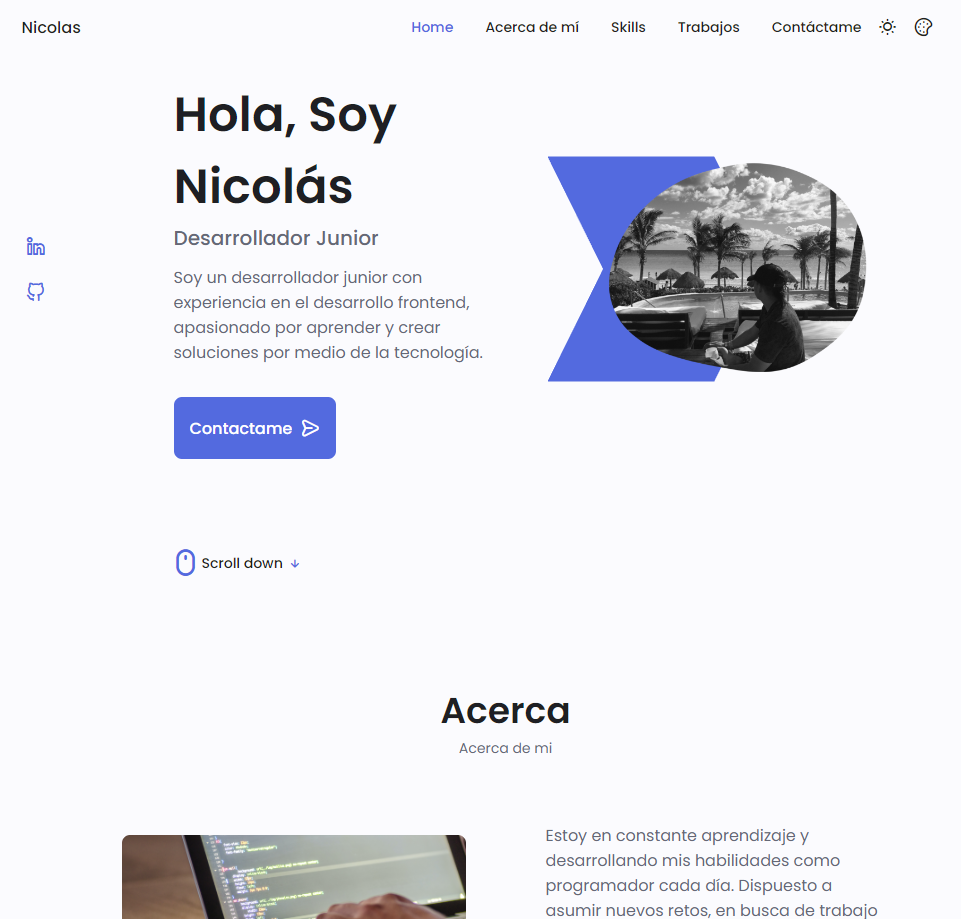 Nicolas
Home Acerca de mí Skills Trabajos Contáctame
Hola, Soy
Nicolás
Desarrollador Junior
Soy un desarrollador junior con
experiencia en el desarrollo frontend,
apasionado por aprender y crear
soluciones por medio de la tecnología.
Contactame
Scroll down
Acerca
Acerca de mi
Estoy en constante aprendizaje y
desarrollando mis habilidades como
programador cada día. Dispuesto a
asumir nuevos retos, en busca de trabajo